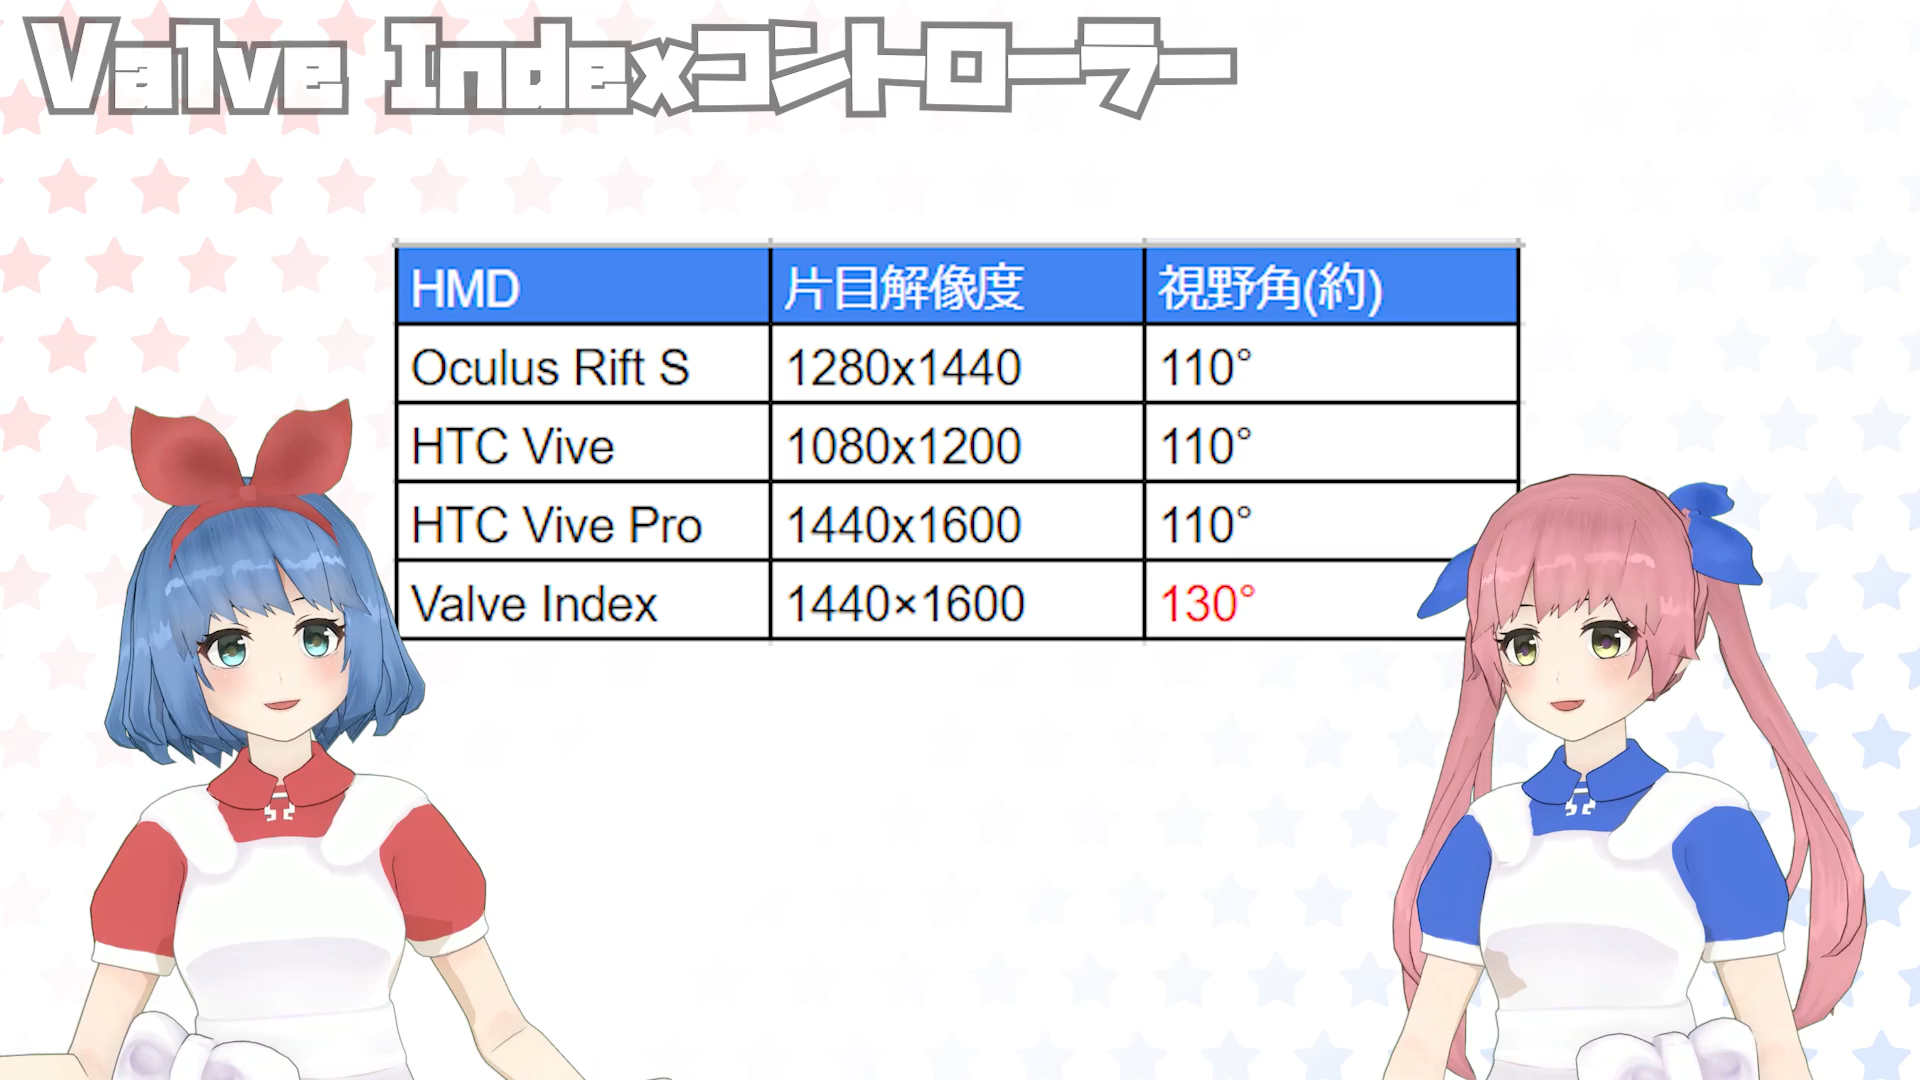 Valve Indexコントローラー
HMD 片目解像度 視野角(約)
Oculus Rift S 1280x1440 110°
HTC Vive 1080x1200 110°
HTC Vive Pro 1440x1600 110°
Valve Index 1440×1600 130°